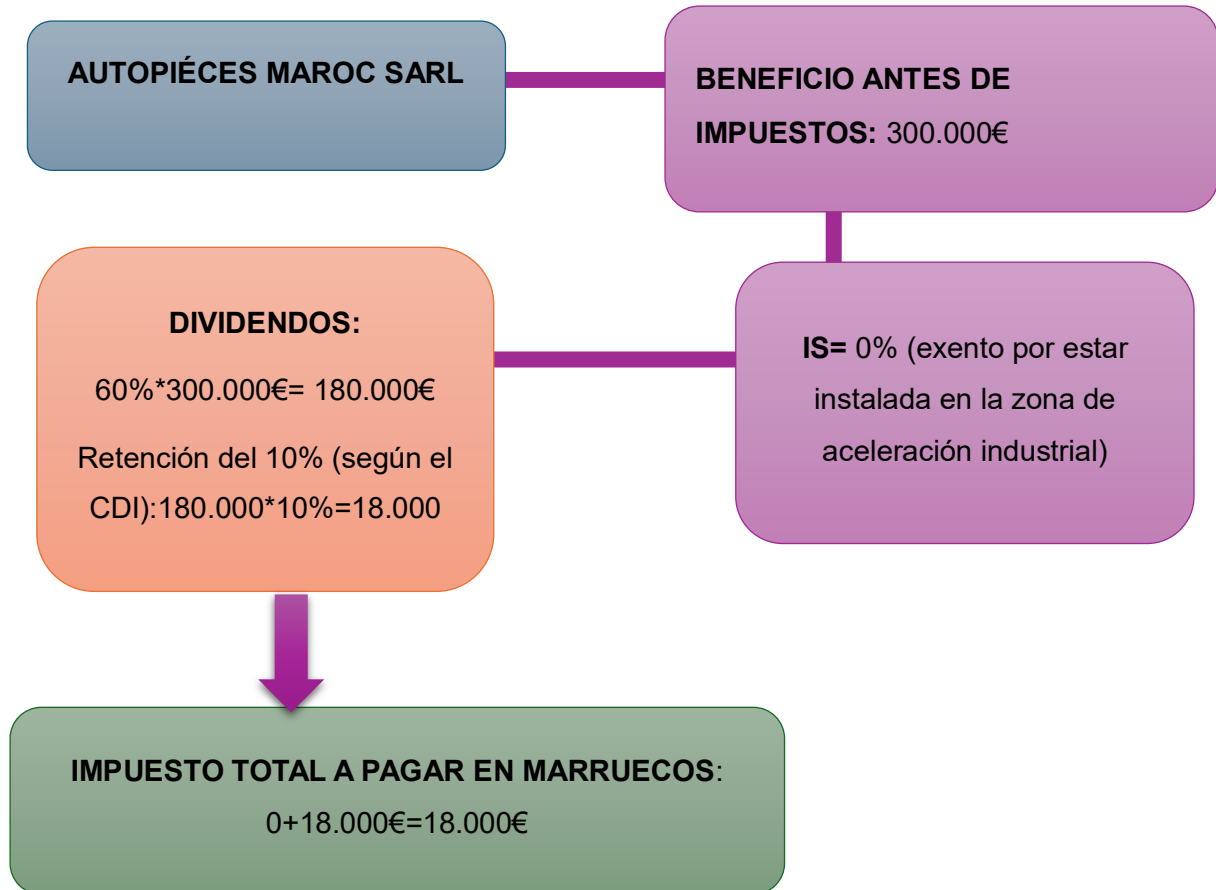 AUTOPIÉCES MAROC SARL
BENEFICIO ANTES DE
IMPUESTOS: 300.000€
IS= 0% (exento por estar
instalada en la zona de
aceleración industrial)
DIVIDENDOS:
60%*300.000€= 180.000€
Retención del 10% (según el
CDI):180.000*10%=18.000
IMPUESTO TOTAL A PAGAR EN MARRUECOS:
0+18.000€=18.000€